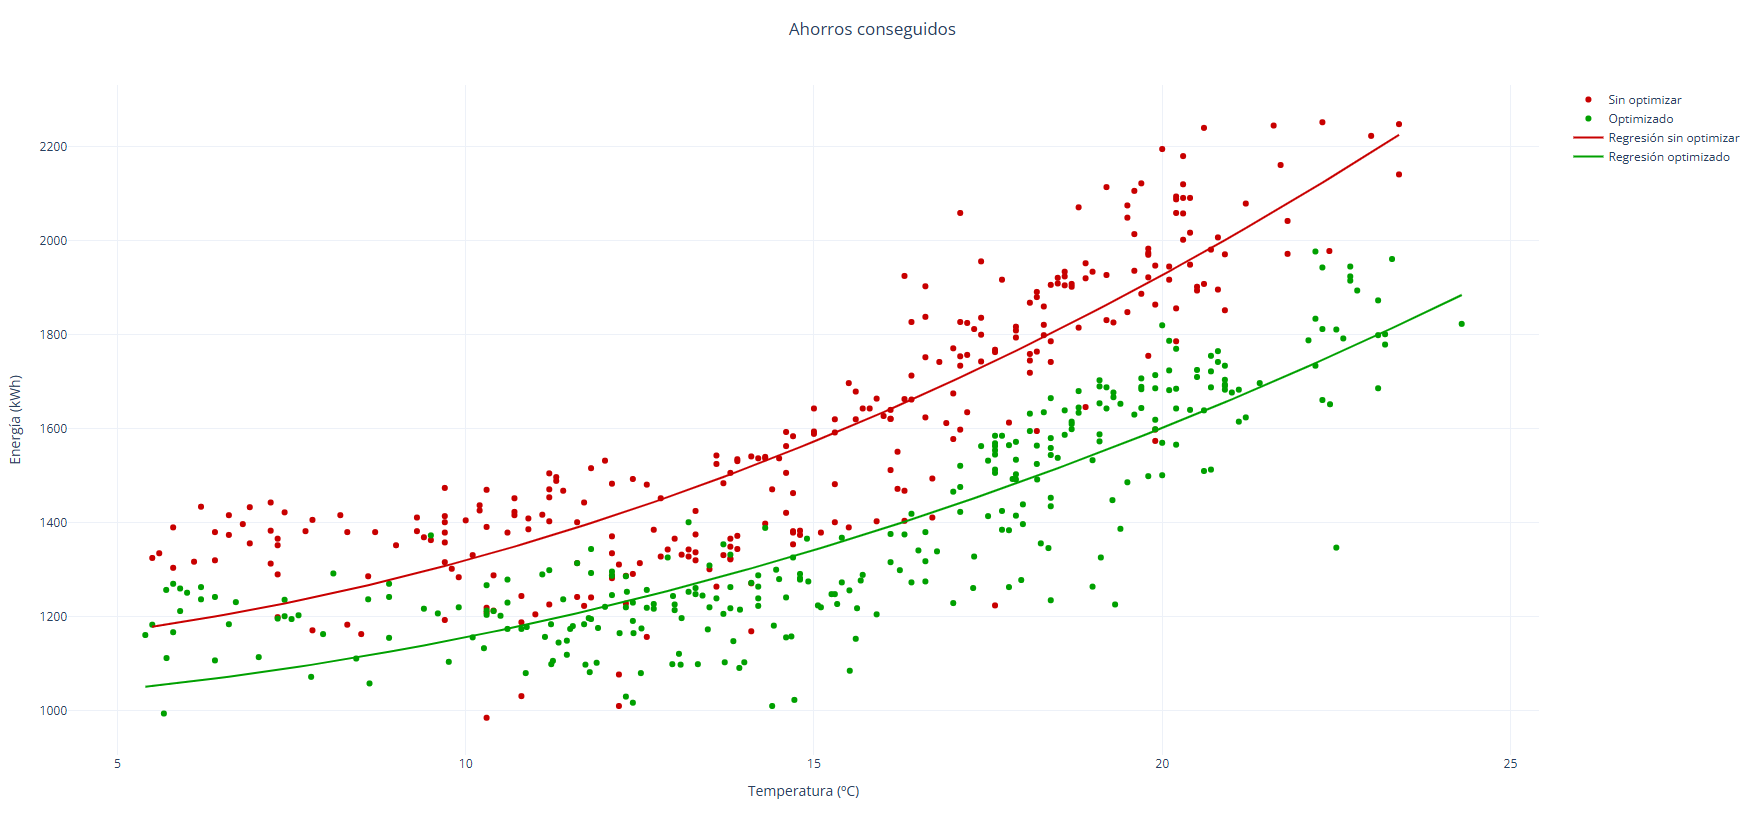 Ahorros conseguidos
Sin optimizar
Optimizado
Regresión sin optimizar
Regresión optimizado
2200
2000
1800
1600
1400
1200
1000
Energía (kWh)
5 10 15 20 25
Temperatura (ºC)